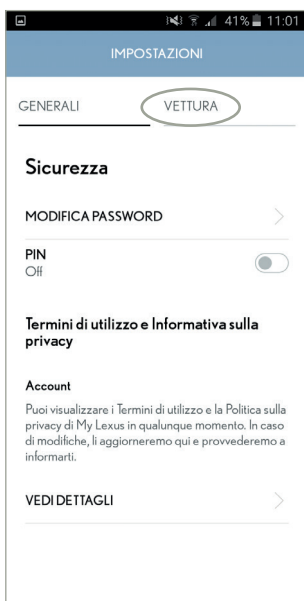 41% 11:01
IMPOSTAZIONI
GENERALI VETTURA
Sicurezza
MODIFICA PASSWORD
PIN
Off
Termini di utilizzo e Informativa sulla
privacy
Account
Puoi visualizzare i Termini di utilizzo e la Politica sulla
privacy di My Lexus in qualunque momento. In caso
di modifiche, li aggiorneremo qui e provvederemo a
informarti.
VEDI DETTAGLI